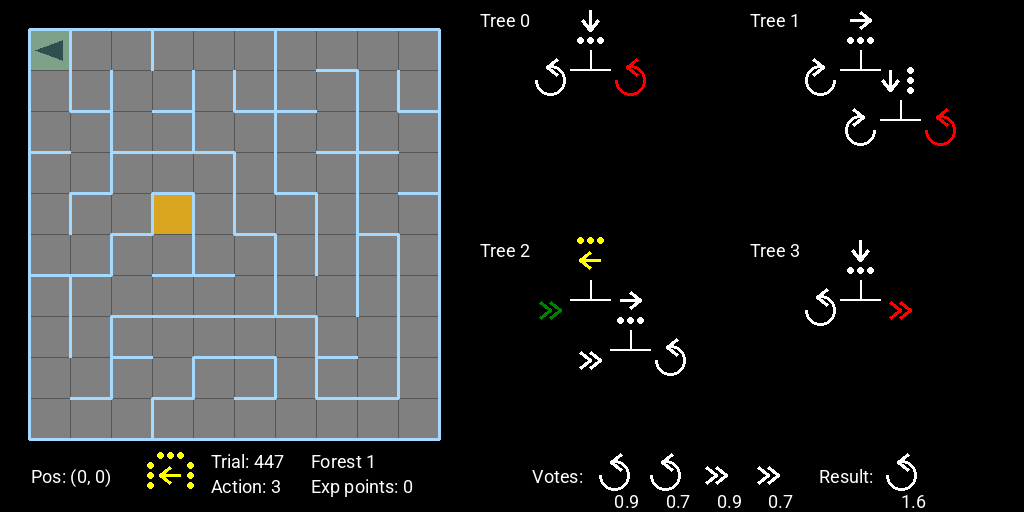 Tree 0
Tree 1
Tree 2
Tree 3
Pos: (0, 0)
Trial: 447
Forest 1
Action: 3
Exp points: 0
Votes:
0.9
0.7
0.9
0.7
Result:
1.6